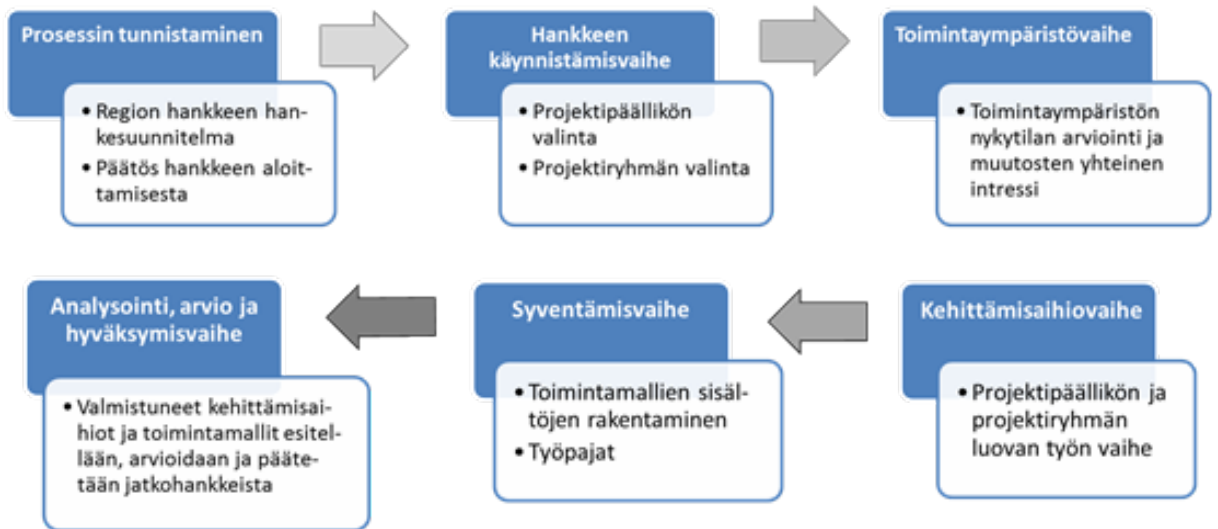 Prosessin tunnistaminen
• Region hankkeen han-
kesuunnitelma
• Päätös hankkeen aloit-
tamisesta
Hankkeen
käynnistämisvaihe
• Projektipäällikön
valinta
• Projektiryhmän valinta
Toimintaympäristövaihe
• Toimintaympäristön
nykytilan arviointi ja
muutosten yhteinen
intressi
Kehittämisaihiovaihe
• Projektipäällikön ja
projektiryhmän
luovan työn vaihe
Syventämisvaihe
• Toimintamallien sisäl-
töjen rakentaminen
• Työpajat
Analysointi, arvio ja
hyväksymisvaihe
• Valmistuneet kehittämisai-
hiot ja toimintamallit esitel-
lään, arvioidaan ja pääte-
tään jatkohankkeista